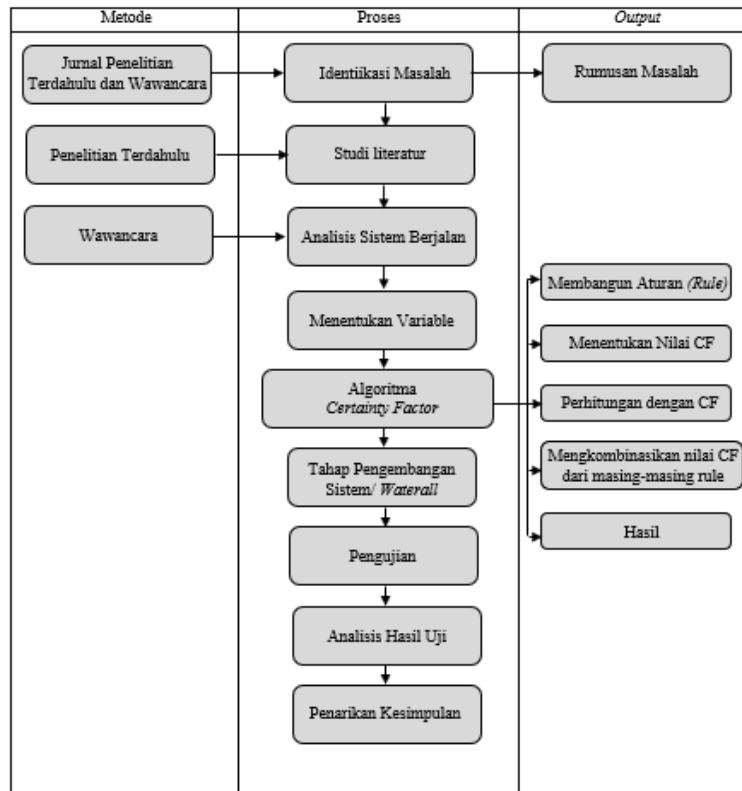 Metode
Proses
Output
Jurnal Penelitian
Terdahulu dan Wawancara
Identiikasi Masalah
Rumusan Masalah
Penelitian Terdahulu
Studi literatur
Wawancara
Analisis Sistem Berjalan
Menentukan Variable
Algoritma
Certainty Factor
Membangun Aturan (Rule)
Menentukan Nilai CF
Perhitungan dengan CF
Mengkombinasikan nilai CF
dari masing-masing rule
Hasil
Tahap Pengembangan
Sistem/ Waterall
Pengujian
Analisis Hasil Uji
Penarikan Kesimpulan